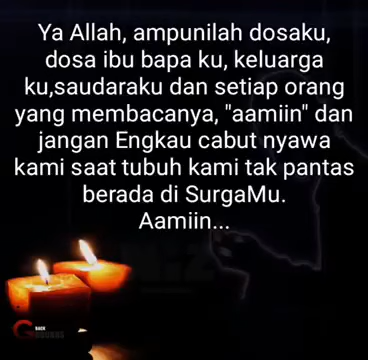 Ya Allah, ampunilah dosaku,
dosa ibu bapa ku, keluarga
ku,saudaraku dan setiap orang
yang membacanya, "aamiin" dan
jangan Engkau cabut nyawa
kami saat tubuh kami tak pantas
berada di SurgaMu.
Aamiin...